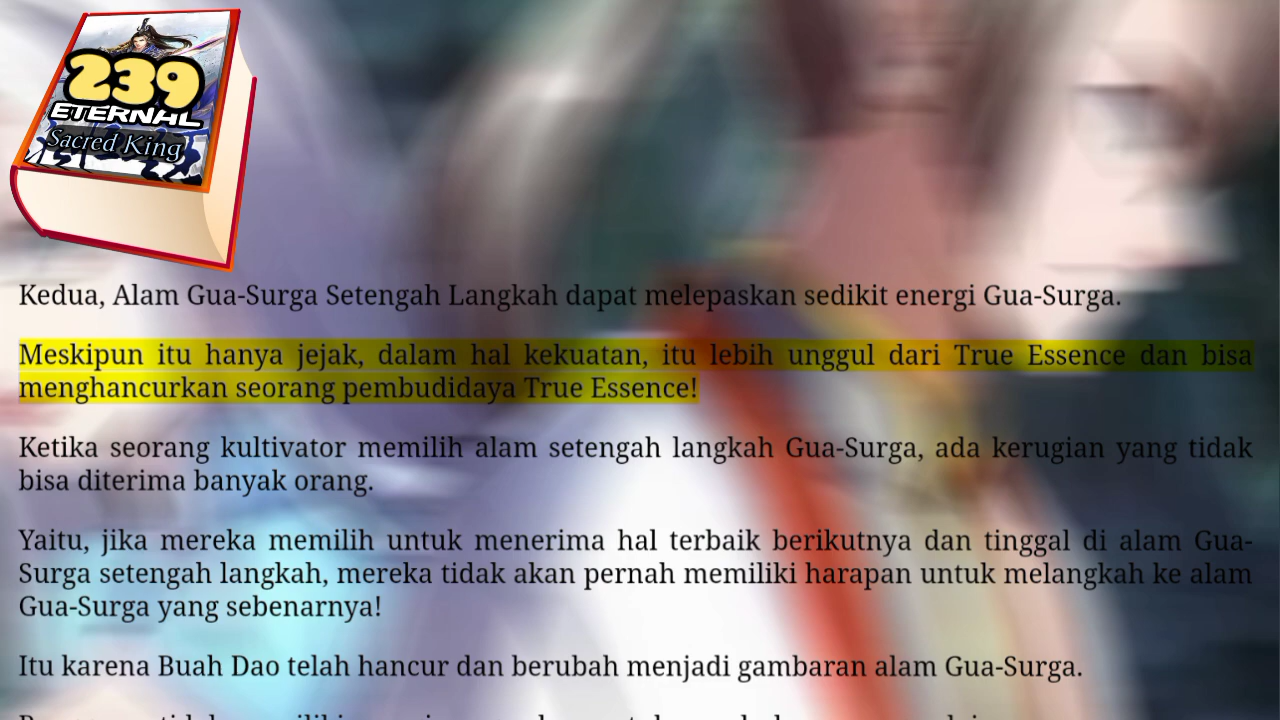 239
ETERNAL
Sacred King
Kedua, Alam Gua-Surga Setengah Langkah dapat melepaskan sedikit energi Gua-Surga.
Meskipun itu hanya jejak, dalam hal kekuatan, itu lebih unggul dari True Essence dan bisa
menghancurkan seorang pembudidaya True Essence!
Ketika seorang kultivator memilih alam setengah langkah Gua-Surga, ada kerugian yang tidak
bisa diterima banyak orang.
Yaitu, jika mereka memilih untuk menerima hal terbaik berikutnya dan tinggal di alam Gua-
Surga setengah langkah, mereka tidak akan pernah memiliki harapan untuk melangkah ke alam
Gua-Surga yang sebenarnya!
Itu karena Buah Dao telah hancur dan berubah menjadi gambaran alam Gua-Surga.